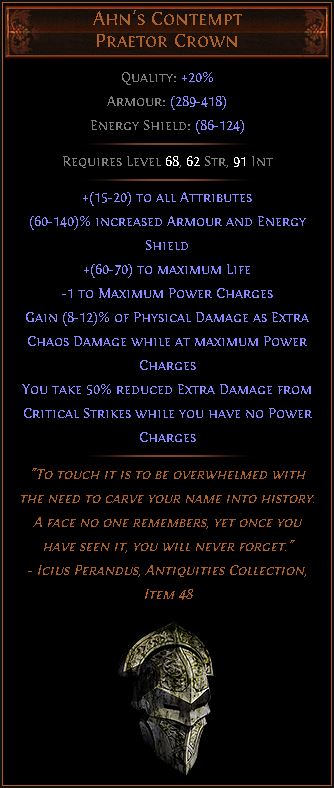 Ahn's Contempt
Praetor Crown
Quality: +20%
Armour: (289-418)
Energy Shield: (86-124)
Requires Level 68, 62 Str, 91 Int
+(15-20) to all Attributes
(60-140)% increased Armour and Energy
Shield
+(60-70) to maximum Life
-1 to Maximum Power Charges
Gain (8-12)% of Physical Damage as Extra
Chaos Damage while at maximum Power
Charges
You take 50% reduced Extra Damage from
Critical Strikes while you have no Power
Charges
"To touch it is to be overwhelmed with
the need to carve your name into history.
A face no one remembers, yet once you
have seen it, you will never forget."
- Icius Perandus, Antiquities Collection,
Item 48